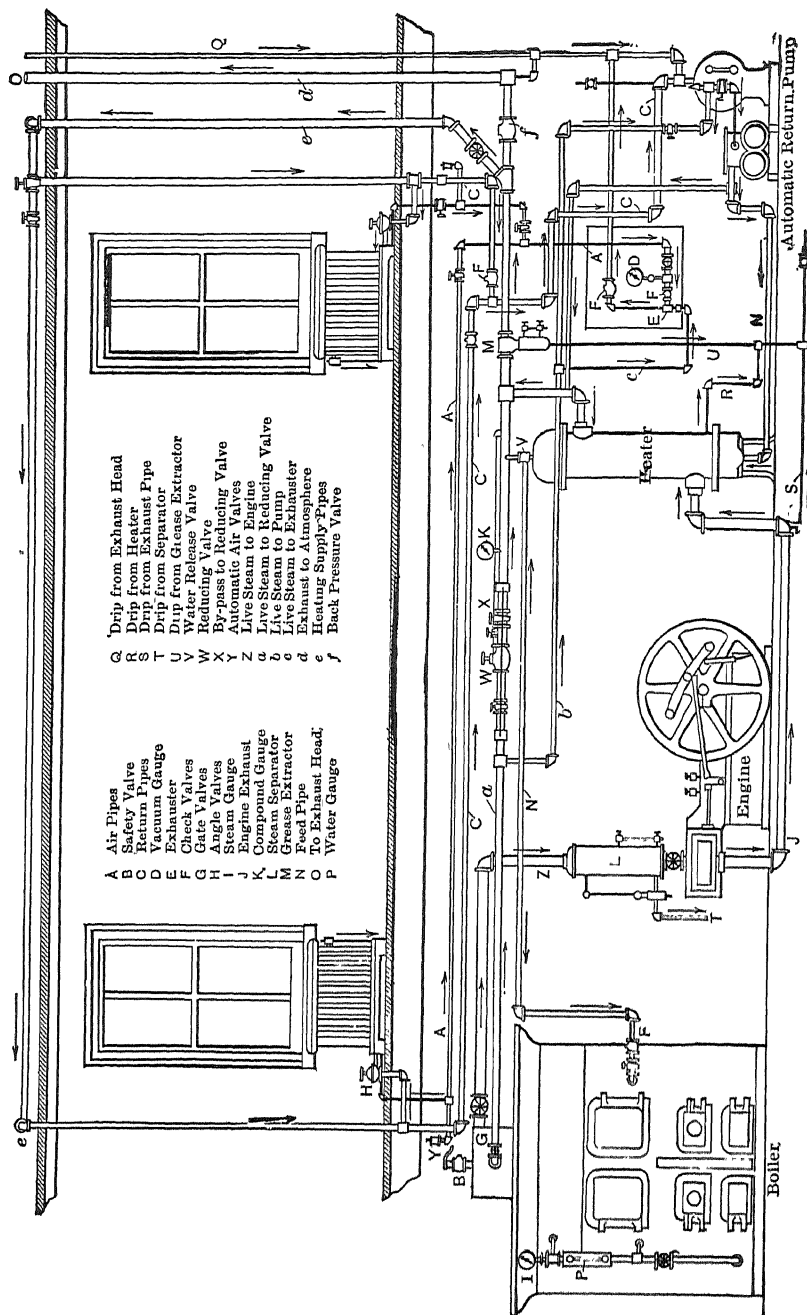 A Air Pipes
B Safety Valve
C Return Pipes
D Vacuum Gauge
E Exhauster
F Check Valves
G Gate Valves
H Angle Valves
I Steam Gauge
J Engine Exhaust
K Compound Gauge
L Steam Separator
M Grease Extractor
N Feed Pipe
O To Exhaust Head
P Water Gauge
Q Drip from Exhaust Head
R Drip from Heater
S Drip from Exhaust Pipe
T Drip from Separator
U Drip from Grease Extractor
V Water Release Valve
W Reducing Valve
X By-pass to Reducing Valve
Y Automatic Air Valves
Z Live Steam to Engine
a Live Steam to Reducing Valve
b Live Steam to Pump
c Live Steam to Exhauster
d Exhaust to Atmosphere
e Heating Supply Pipes
f Back Pressure Valve
O
Q
d
e
e
f
H
Y
B
A
A
A
C
C
C
C
C
F
M
K
X
W
a
b
G
Z
N
V
F
D
F
E
c
U
R
N
Heater
S
L
T
J
F
I
P
Boiler
Engine
Automatic Return Pump